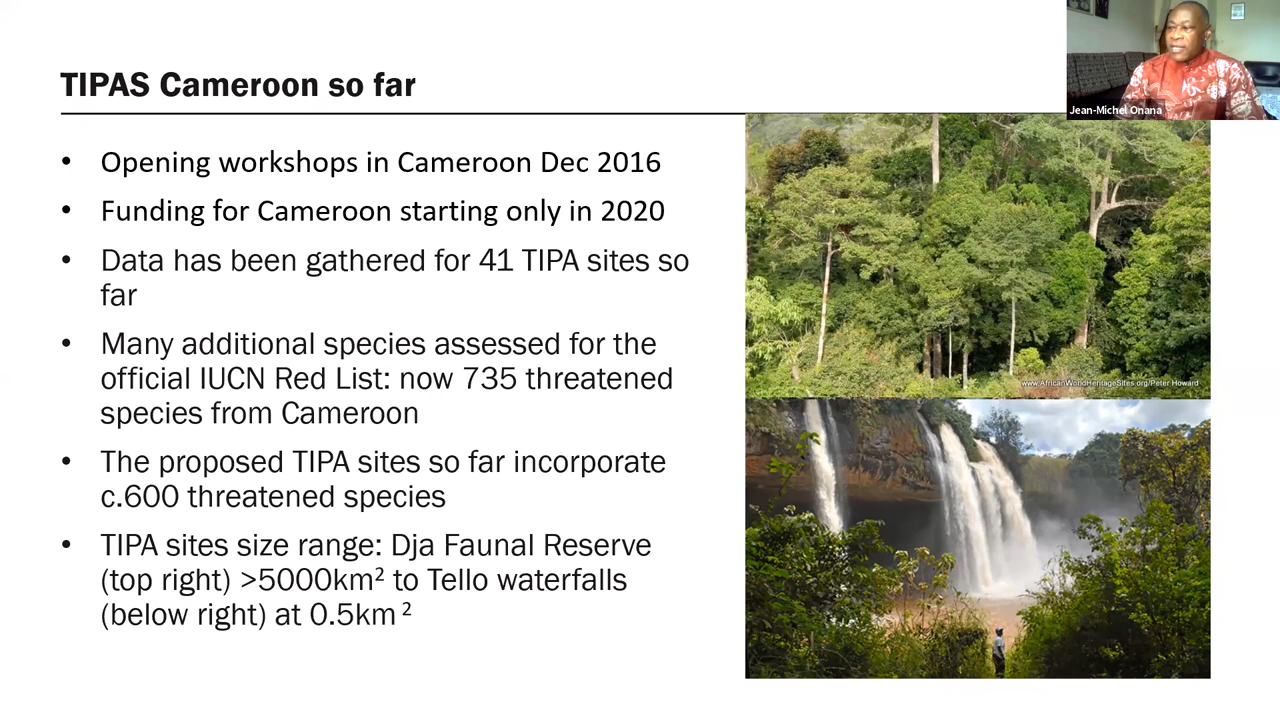 TIPAS Cameroon so far
Jean-Michel Onana
• Opening workshops in Cameroon Dec 2016
• Funding for Cameroon starting only in 2020
• Data has been gathered for 41 TIPA sites so
far
• Many additional species assessed for the
official IUCN Red List: now 735 threatened
species from Cameroon
• The proposed TIPA sites so far incorporate
c.600 threatened species
• TIPA sites size range: Dja Faunal Reserve
(top right) >5000km² to Tello waterfalls
(below right) at 0.5km ²
www.AfricanWorldHeritageSites.org/Peter Howard